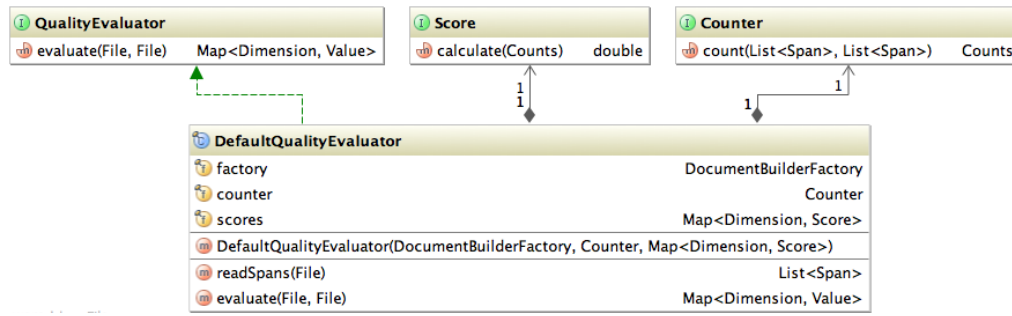 QualityEvaluator
evaluate(File, File) Map<Dimension, Value>
Score
calculate(Counts) double
Counter
count(List<Span>, List<Span>) Counts
1
1
1
1
DefaultQualityEvaluator
factory DocumentBuilderFactory
counter Counter
scores Map<Dimension, Score>
DefaultQualityEvaluator(DocumentBuilderFactory, Counter, Map<Dimension, Score>)
readSpans(File) List<Span>
evaluate(File, File) Map<Dimension, Value>